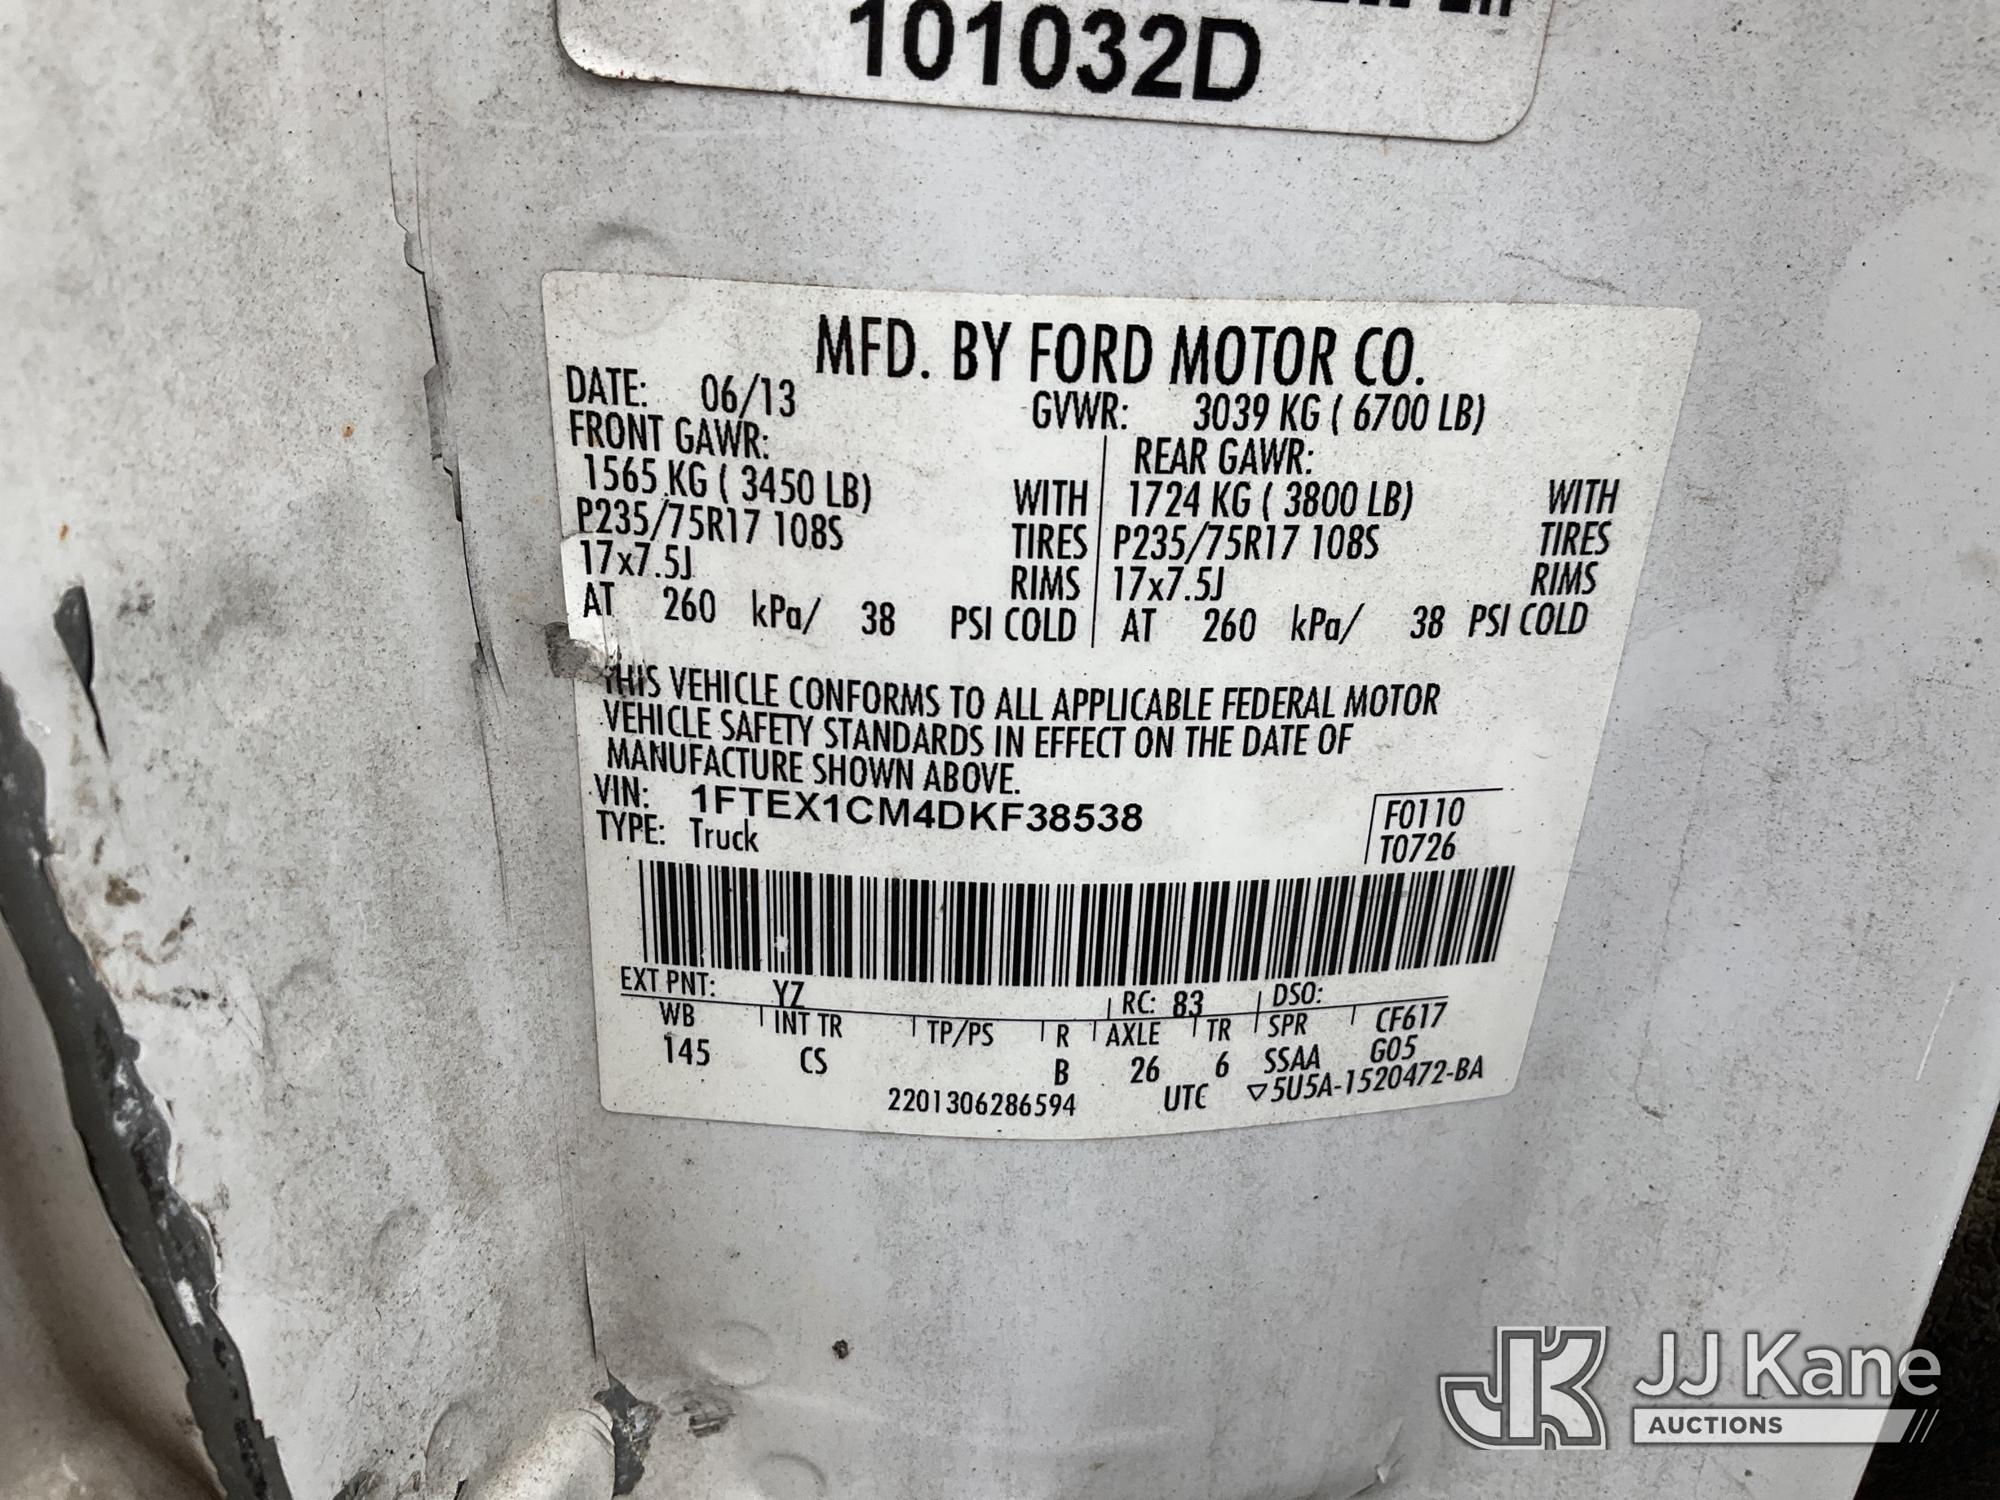 101032D
MFD. BY FORD MOTOR CO.
DATE: 06/13 GVWR: 3039 KG ( 6700 LB)
FRONT GAWR: REAR GAWR:
1565 KG ( 3450 LB) WITH 1724 KG ( 3800 LB) WITH
P235/75R17 108S TIRES P235/75R17 108S TIRES
17x7.5J RIMS 17x7.5J RIMS
AT 260 kPa/ 38 PSI COLD AT 260 kPa/ 38 PSI COLD
THIS VEHICLE CONFORMS TO ALL APPLICABLE FEDERAL MOTOR
VEHICLE SAFETY STANDARDS IN EFFECT ON THE DATE OF
MANUFACTURE SHOWN ABOVE.
VIN: 1FTEX1CM4DKF38538 F0110
TYPE: Truck T0726
EXT PNT: YZ RC: 83 DSO:
WB INT TR TP/PS R AXLE TR SPR CF617
145 CS B 26 6 SSAA G05
2201306286594 UTC ▽5U5A-1520472-BA
JK JJ Kane
AUCTIONS